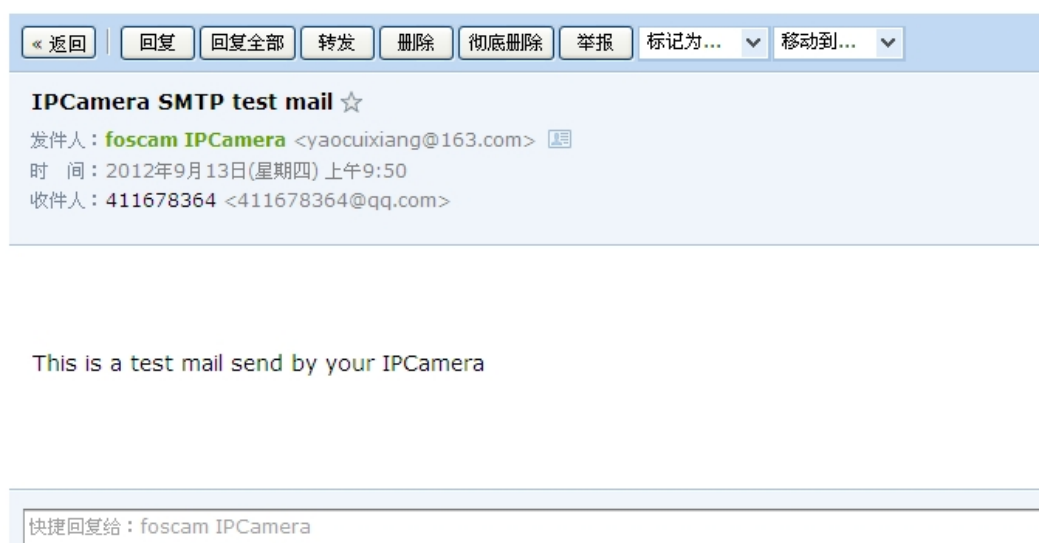 « 返回 回复 回复全部 转发 删除 彻底删除 举报 标记为... 移动到...
IPCamera SMTP test mail ☆
发件人：foscam IPCamera <yaocuixiang@163.com>
时 间：2012年9月13日(星期四) 上午9:50
收件人：411678364 <411678364@qq.com>
This is a test mail send by your IPCamera
快捷回复给：foscam IPCamera